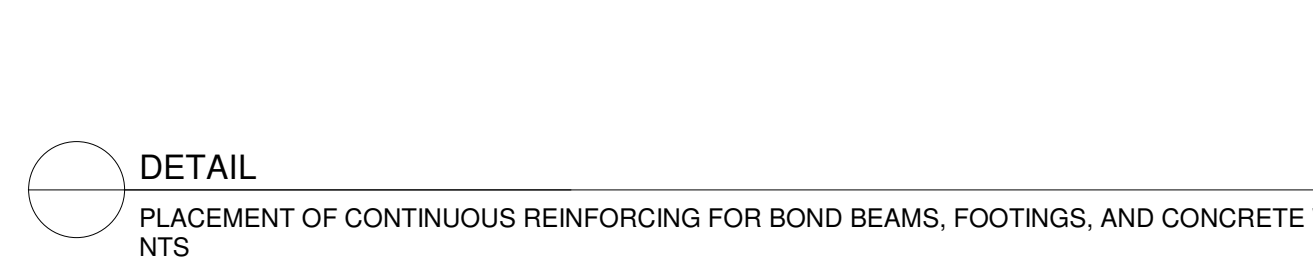 DETAIL
PLACEMENT OF CONTINUOUS REINFORCING FOR BOND BEAMS, FOOTINGS, AND CONCRETE
NTS